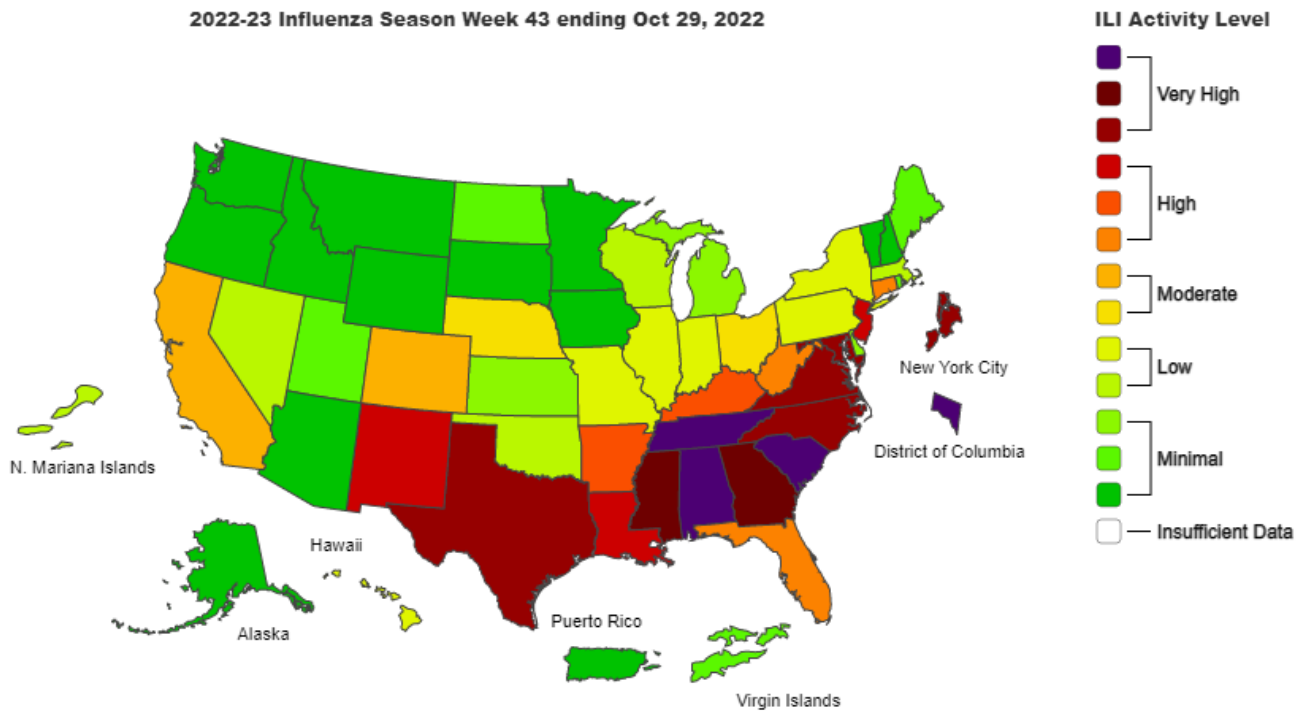 2022-23 Influenza Season Week 43 ending Oct 29, 2022
ILI Activity Level
Very High
High
Moderate
Low
Minimal
Insufficient Data
New York City
District of Columbia
N. Mariana Islands
Hawaii
Alaska
Puerto Rico
Virgin Islands